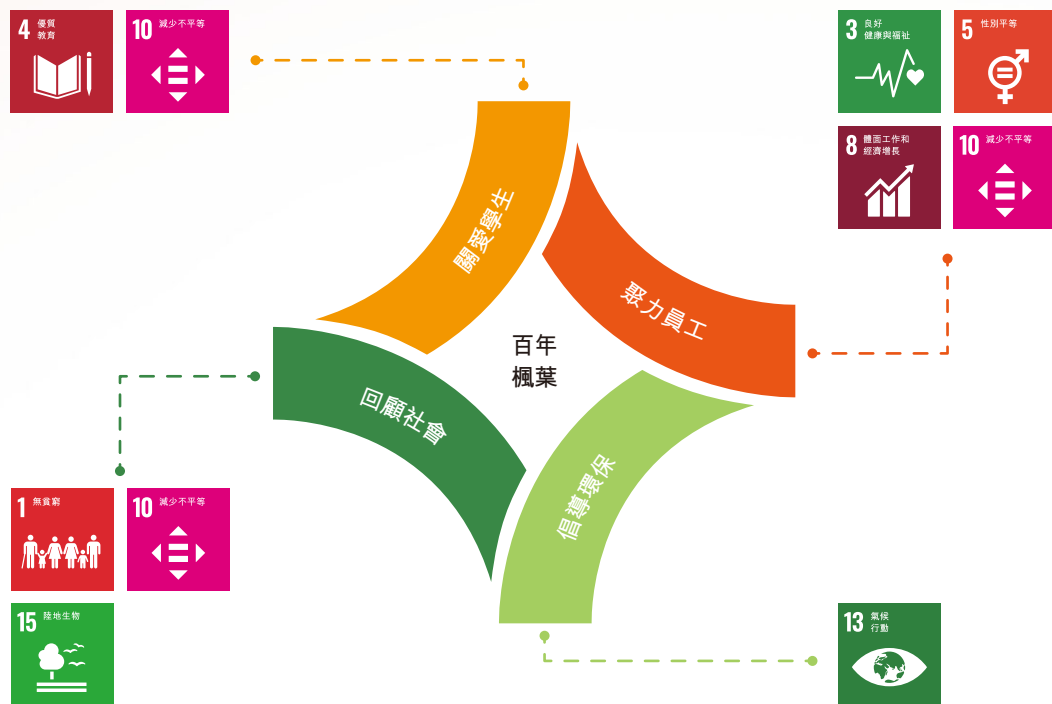 4 優質
教育
10 減少不平等
3 良好
健康與福祉
5 性別平等
8 體面工作和
經濟增長
10 減少不平等
關愛學生
聚力員工
百年
楓葉
回顧社會
倡導環保
1 無貧窮
10 減少不平等
15 陸地生物
13 氣候
行動